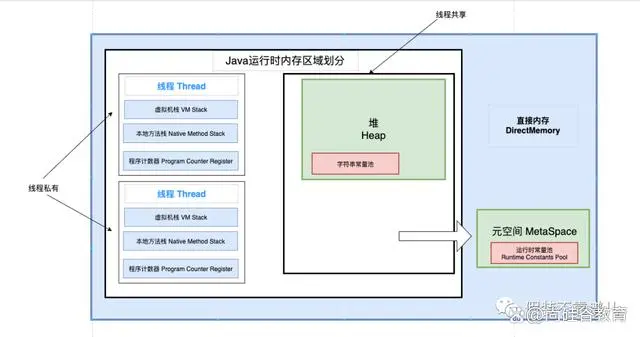 线程共享
Java运行时内存区域划分
线程 Thread
虚拟机栈 VM Stack
本地方法栈 Native Method Stack
程序计数器 Program Counter Register
线程私有
线程 Thread
虚拟机栈 VM Stack
本地方法栈 Native Method Stack
程序计数器 Program Counter Register
堆
Heap
字符串常量池
直接内存
DirectMemory
元空间 MetaSpace
运行时常量池
Runtime Constants Pool
@尚硅谷教育